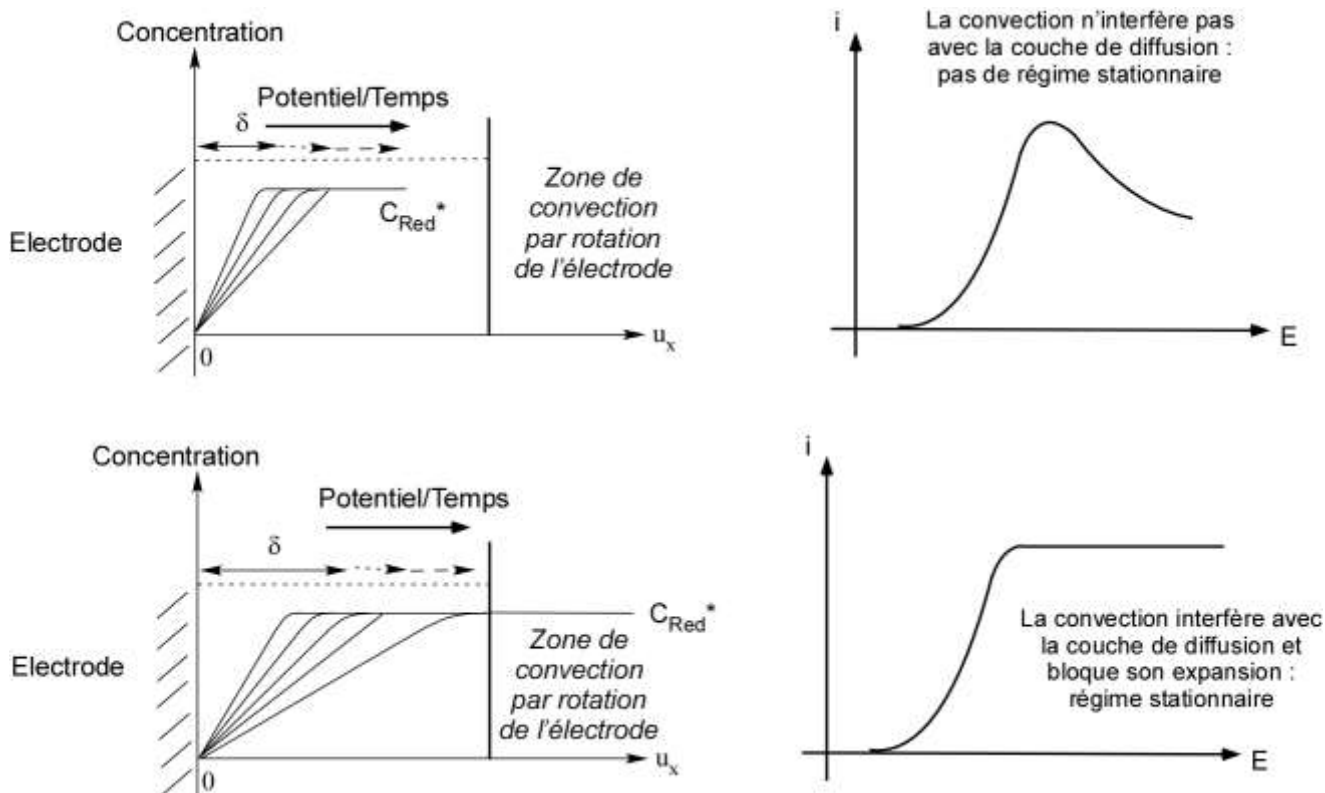 Concentration
Potentiel/Temps
δ
Electrode
C_Red*
Zone de
convection
par rotation
de l'électrode
0
u_x
i
La convection n'interfère pas
avec la couche de diffusion :
pas de régime stationnaire
E
Concentration
Potentiel/Temps
δ
Electrode
C_Red*
Zone de
convection
par rotation
de l'électrode
0
u_x
i
La convection interfère avec
la couche de diffusion et
bloque son expansion :
régime stationnaire
E